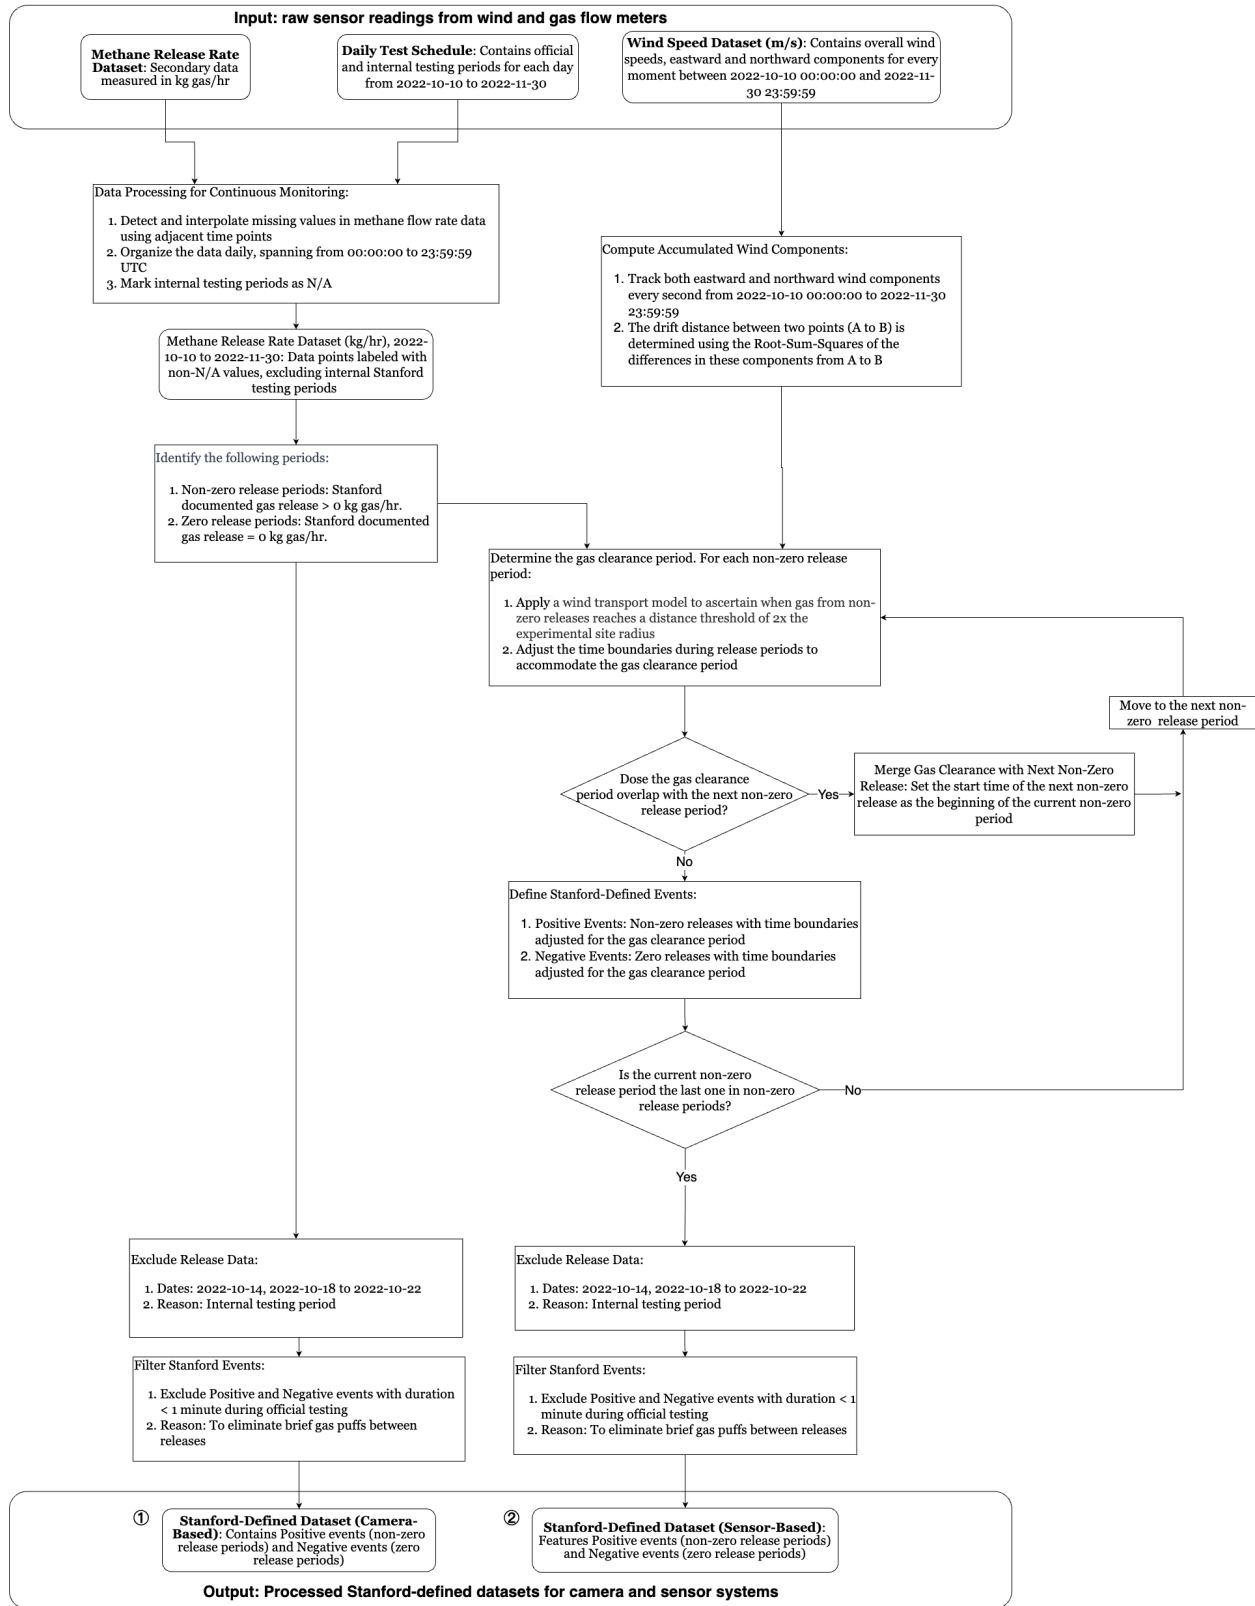 Input: raw sensor readings from wind and gas flow meters
Methane Release Rate
Dataset: Secondary data
measured in kg gas/hr
Daily Test Schedule: Contains official
and internal testing periods for each day
from 2022-10-10 to 2022-11-30
Wind Speed Dataset (m/s): Contains overall wind
speeds, eastward and northward components for every
moment between 2022-10-10 00:00:00 and 2022-11-
30 23:59:59
Data Processing for Continuous Monitoring:
1. Detect and interpolate missing values in methane flow rate data
using adjacent time points
2. Organize the data daily, spanning from 00:00:00 to 23:59:59
UTC
3. Mark internal testing periods as N/A
Compute Accumulated Wind Components:
1. Track both eastward and northward wind components
every second from 2022-10-10 00:00:00 to 2022-11-30
23:59:59
2. The drift distance between two points (A to B) is
determined using the Root-Sum-Squares of the
differences in these components from A to B
Methane Release Rate Dataset (kg/hr), 2022-
10-10 to 2022-11-30: Data points labeled with
non-N/A values, excluding internal Stanford
testing periods
Identify the following periods:
1. Non-zero release periods: Stanford
documented gas release > 0 kg gas/hr.
2. Zero release periods: Stanford documented
gas release = 0 kg gas/hr.
Determine the gas clearance period. For each non-zero release
period:
1. Apply a wind transport model to ascertain when gas from non-
zero releases reaches a distance threshold of 2x the
experimental site radius
2. Adjust the time boundaries during release periods to
accommodate the gas clearance period
Move to the next non-
zero release period
Dose the gas clearance
period overlap with the next non-zero
release period?
Yes
Merge Gas Clearance with Next Non-Zero
Release: Set the start time of the next non-zero
release as the beginning of the current non-zero
period
No
Define Stanford-Defined Events:
1. Positive Events: Non-zero releases with time boundaries
adjusted for the gas clearance period
2. Negative Events: Zero releases with time boundaries
adjusted for the gas clearance period
Is the current non-zero
release period the last one in non-zero
release periods?
No
Yes
Exclude Release Data:
1. Dates: 2022-10-14, 2022-10-18 to 2022-10-22
2. Reason: Internal testing period
Exclude Release Data:
1. Dates: 2022-10-14, 2022-10-18 to 2022-10-22
2. Reason: Internal testing period
Filter Stanford Events:
1. Exclude Positive and Negative events with duration
< 1 minute during official testing
2. Reason: To eliminate brief gas puffs between
releases
Filter Stanford Events:
1. Exclude Positive and Negative events with duration < 1
minute during official testing
2. Reason: To eliminate brief gas puffs between releases
①
Stanford-Defined Dataset (Camera-
Based): Contains Positive events (non-zero
release periods) and Negative events (zero
release periods)
②
Stanford-Defined Dataset (Sensor-Based):
Features Positive events (non-zero release periods)
and Negative events (zero release periods)
Output: Processed Stanford-defined datasets for camera and sensor systems